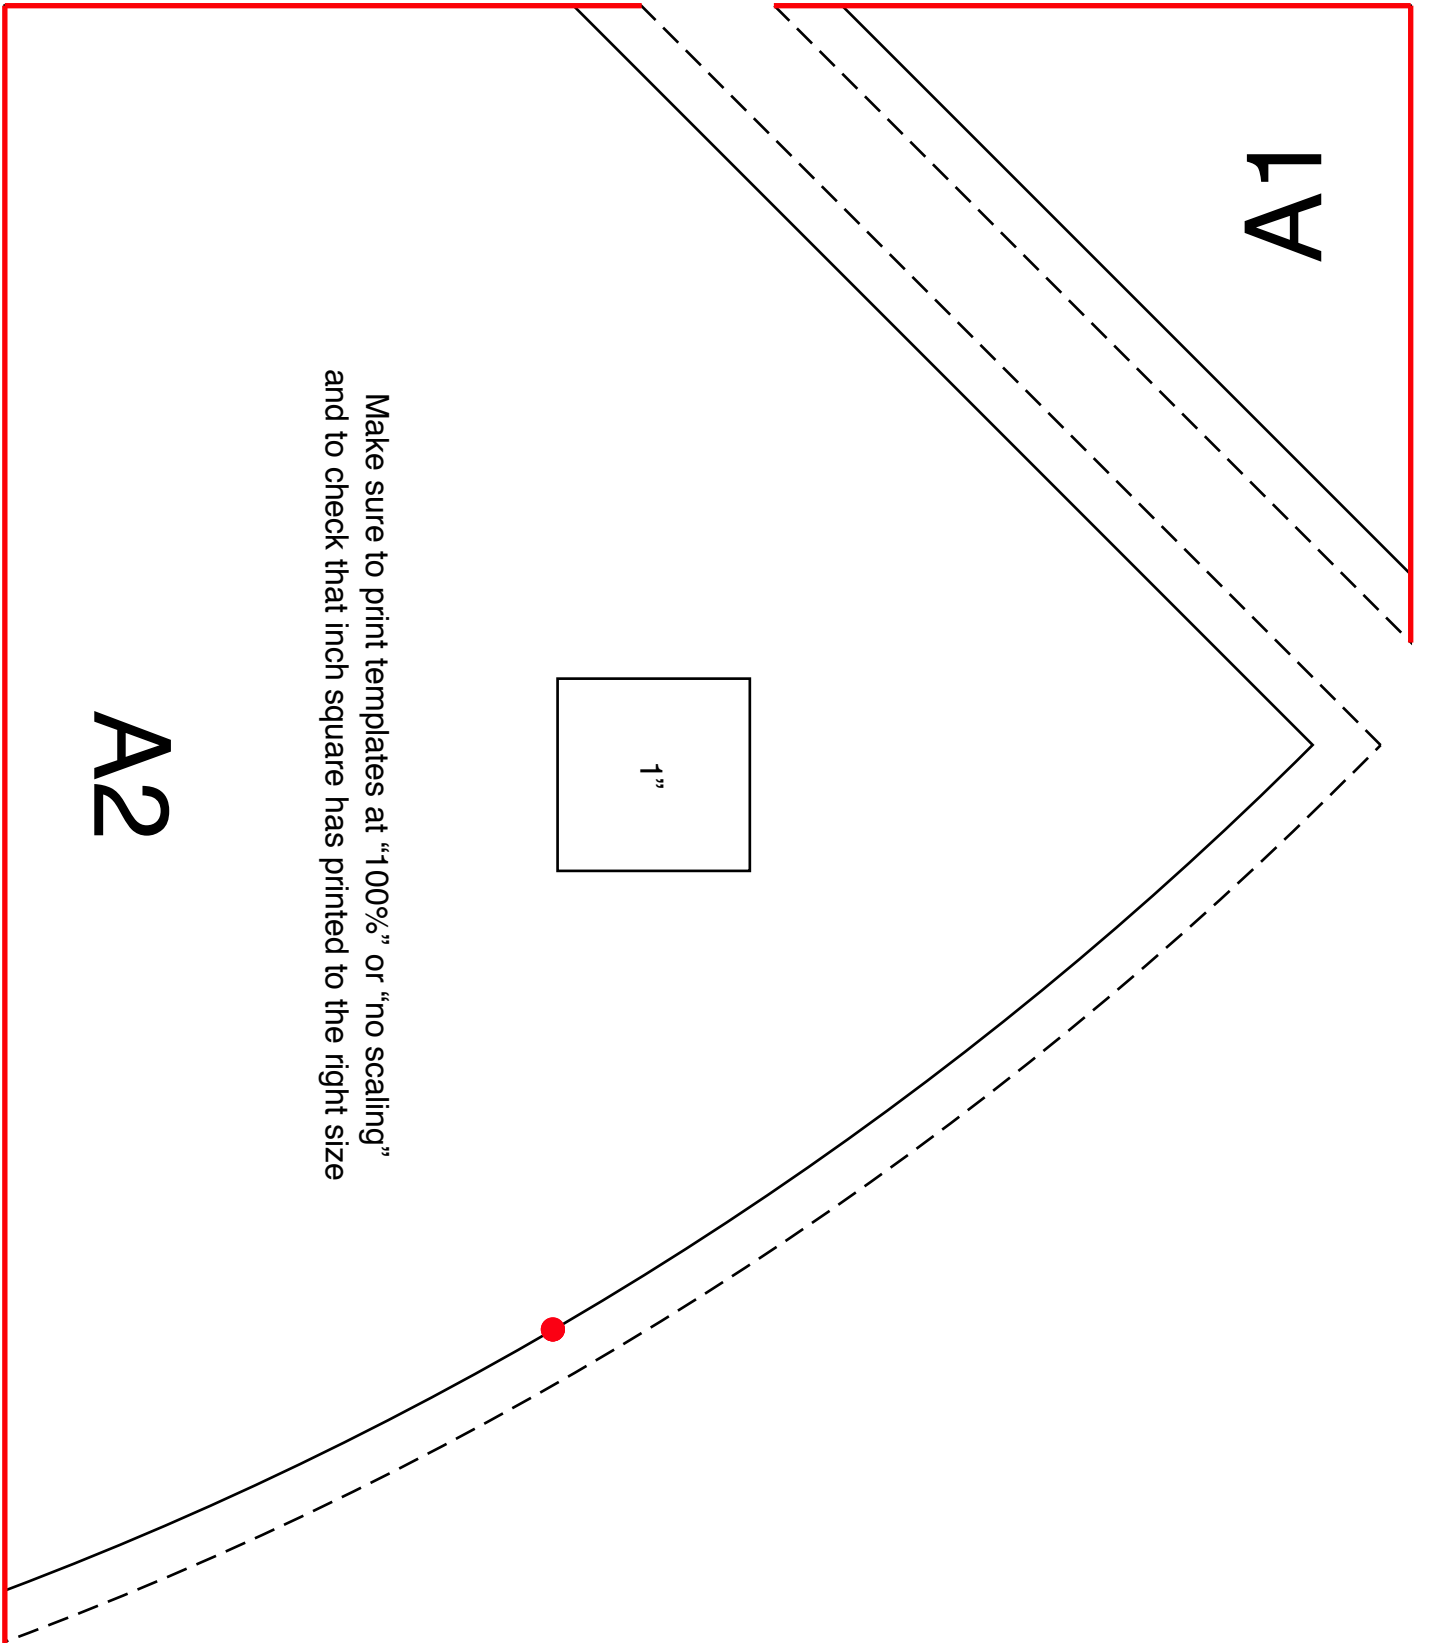 A1
Make sure to print templates at “100%” or “no scaling”
and to check that inch square has printed to the right size
1”
A2